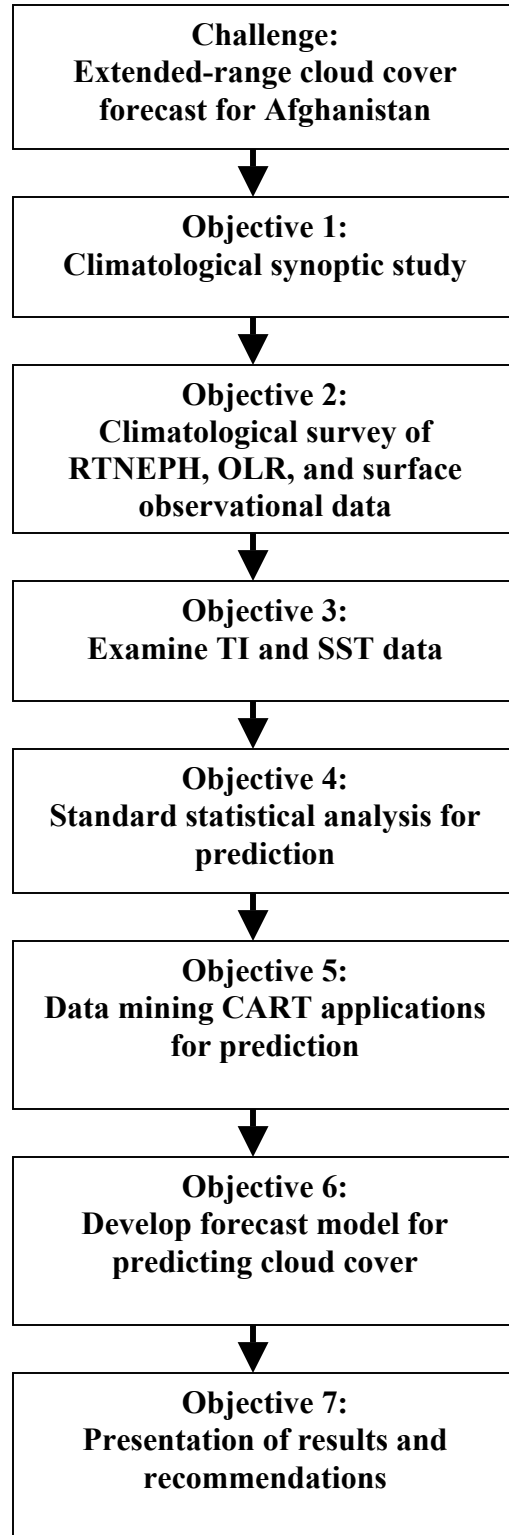 Challenge:
Extended-range cloud cover
forecast for Afghanistan
Objective 1:
Climatological synoptic study
Objective 2:
Climatological survey of
RTNEPH, OLR, and surface
observational data
Objective 3:
Examine TI and SST data
Objective 4:
Standard statistical analysis for
prediction
Objective 5:
Data mining CART applications
for prediction
Objective 6:
Develop forecast model for
predicting cloud cover
Objective 7:
Presentation of results and
recommendations